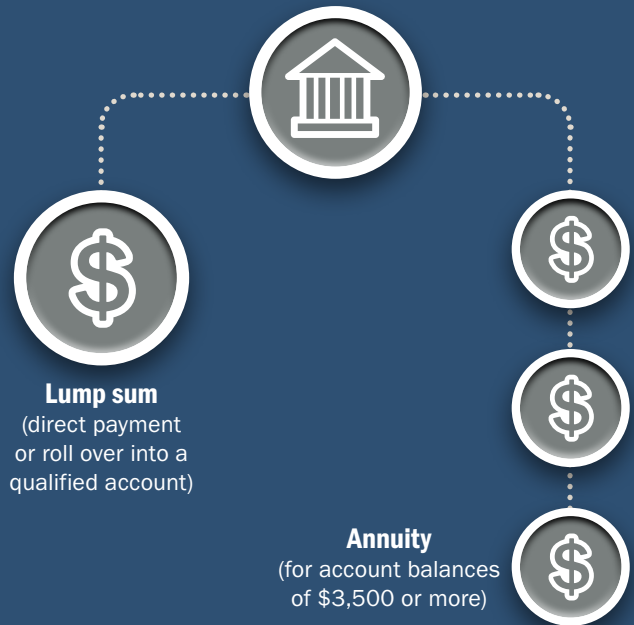 Lump sum
(direct payment
or roll over into a
qualified account)
Annuity
(for account balances
of $3,500 or more)
$
$
$
$